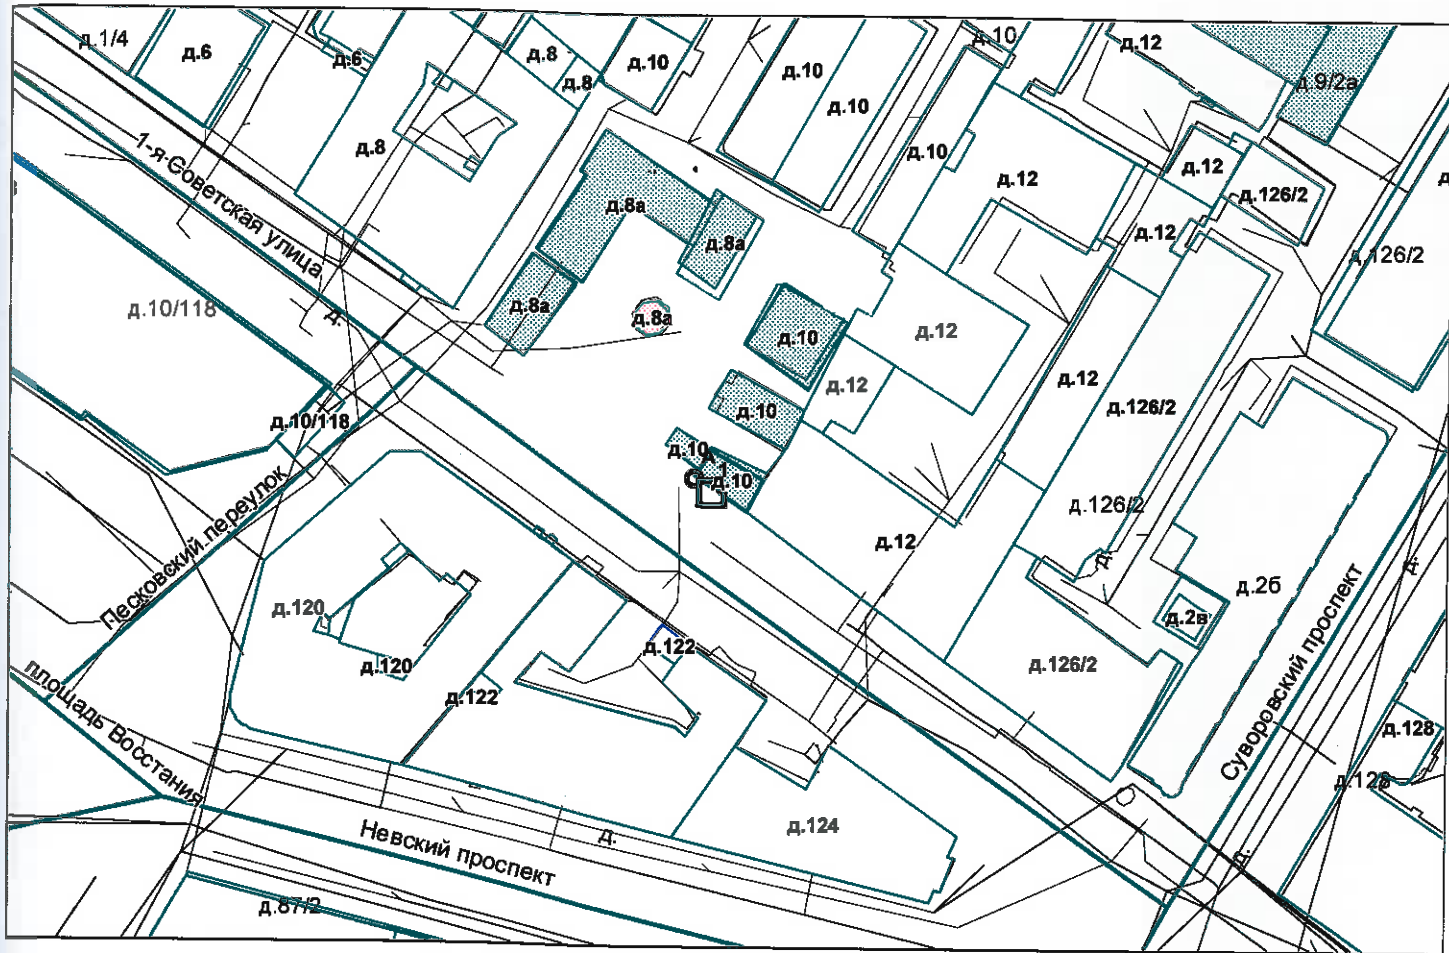 д.1/4
д.6
д.6
д.8
д.8
д.10
д.10
д.10
д.10
д.12
д.9/2а
д.8
д.10
д.12
д.12
д.126/2
1-я Советская улица
д.8а
д.8а
д.12
д.126/2
д.10/118
д.
д.8а
д.8а
д.10
д.12
д.12
д.12
д.126/2
д.10/118
д.10
д.10
д.10
д.126/2
Песковский переулок
д.12
д.
д.
д.120
д.2б
д.2в
д.120
д.122
д.122
д.126/2
Суворовский проспект
площадь Восстания
д.128
д.128
Невский проспект
д.
д.124
д.
д.87/2